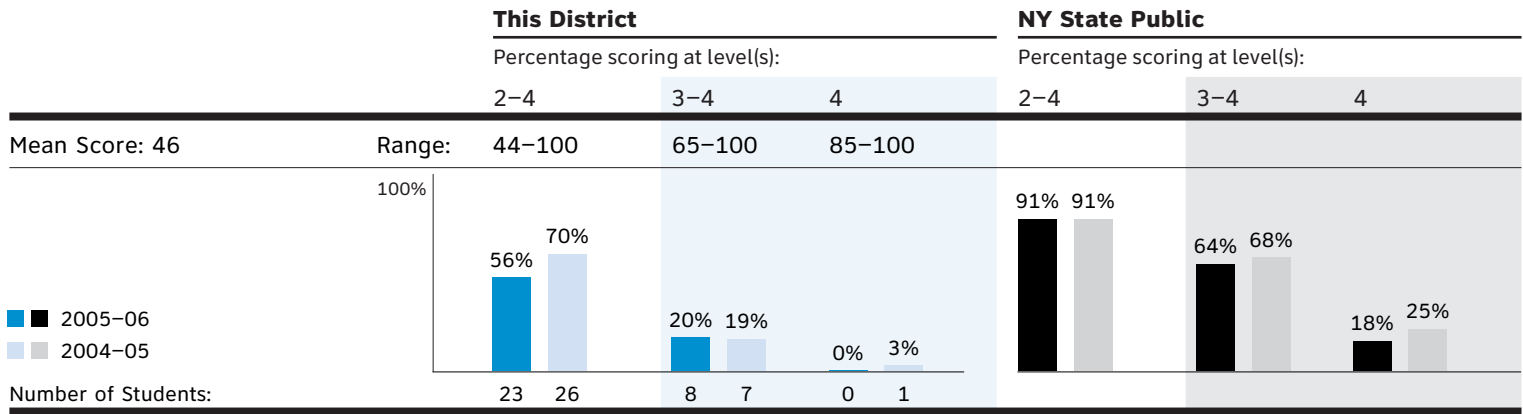 This District NY State Public
Percentage scoring at level(s): Percentage scoring at level(s):
2–4 3–4 4 2–4 3–4 4
Mean Score: 46 Range: 44–100 65–100 85–100
100%
91% 91%
70%
56%
64% 68%
20% 19%
0% 3%
18% 25%
2005–06
2004–05
Number of Students: 23 26 8 7 0 1